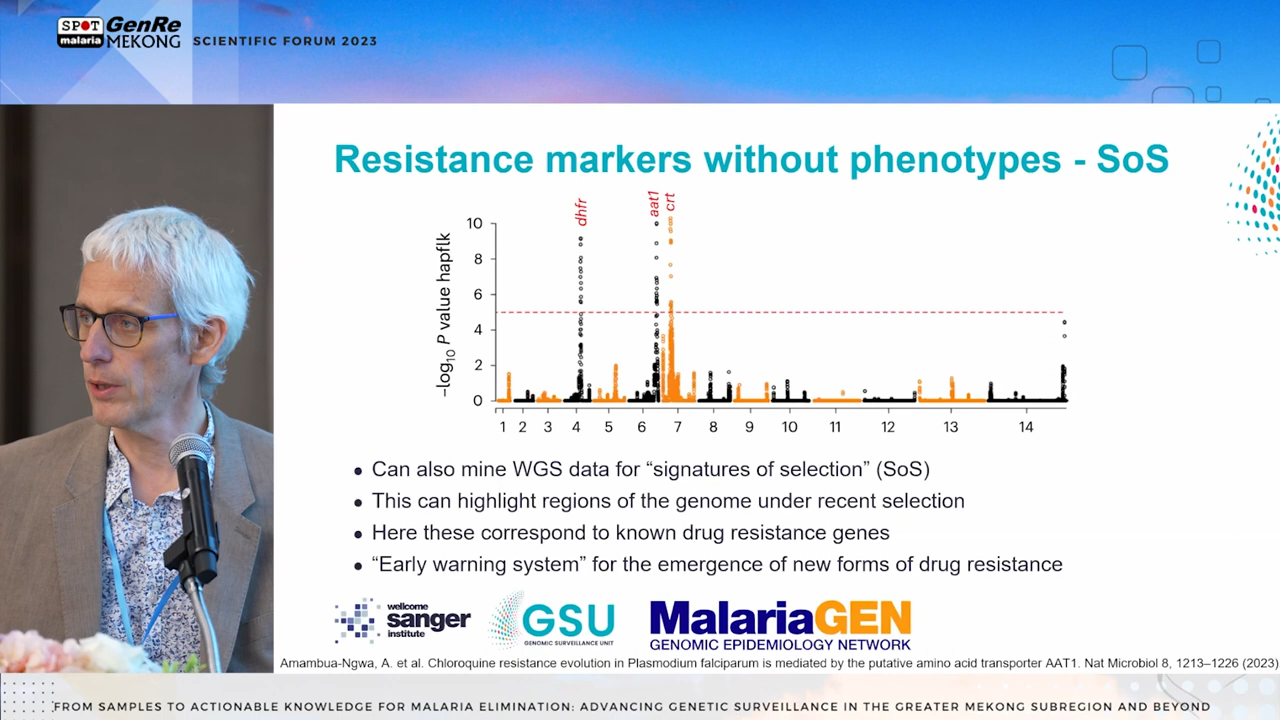 SPOT malaria GenRe MEKONG SCIENTIFIC FORUM 2023
Resistance markers without phenotypes - SoS
dhfr
aat1
crt
−log10 P value hapflk
10
8
6
4
2
0
1 2 3 4 5 6 7 8 9 10 11 12 13 14
• Can also mine WGS data for “signatures of selection” (SoS)
• This can highlight regions of the genome under recent selection
• Here these correspond to known drug resistance genes
• “Early warning system” for the emergence of new forms of drug resistance
wellcome
sanger
institute
GSU
GENOMIC SURVEILLANCE UNIT
MalariaGEN
GENOMIC EPIDEMIOLOGY NETWORK
Amambua-Ngwa, A. et al. Chloroquine resistance evolution in Plasmodium falciparum is mediated by the putative amino acid transporter AAT1. Nat Microbiol 8, 1213–1226 (2023)
FROM SAMPLES TO ACTIONABLE KNOWLEDGE FOR MALARIA ELIMINATION: ADVANCING GENETIC SURVEILLANCE IN THE GREATER MEKONG SUBREGION AND BEYOND